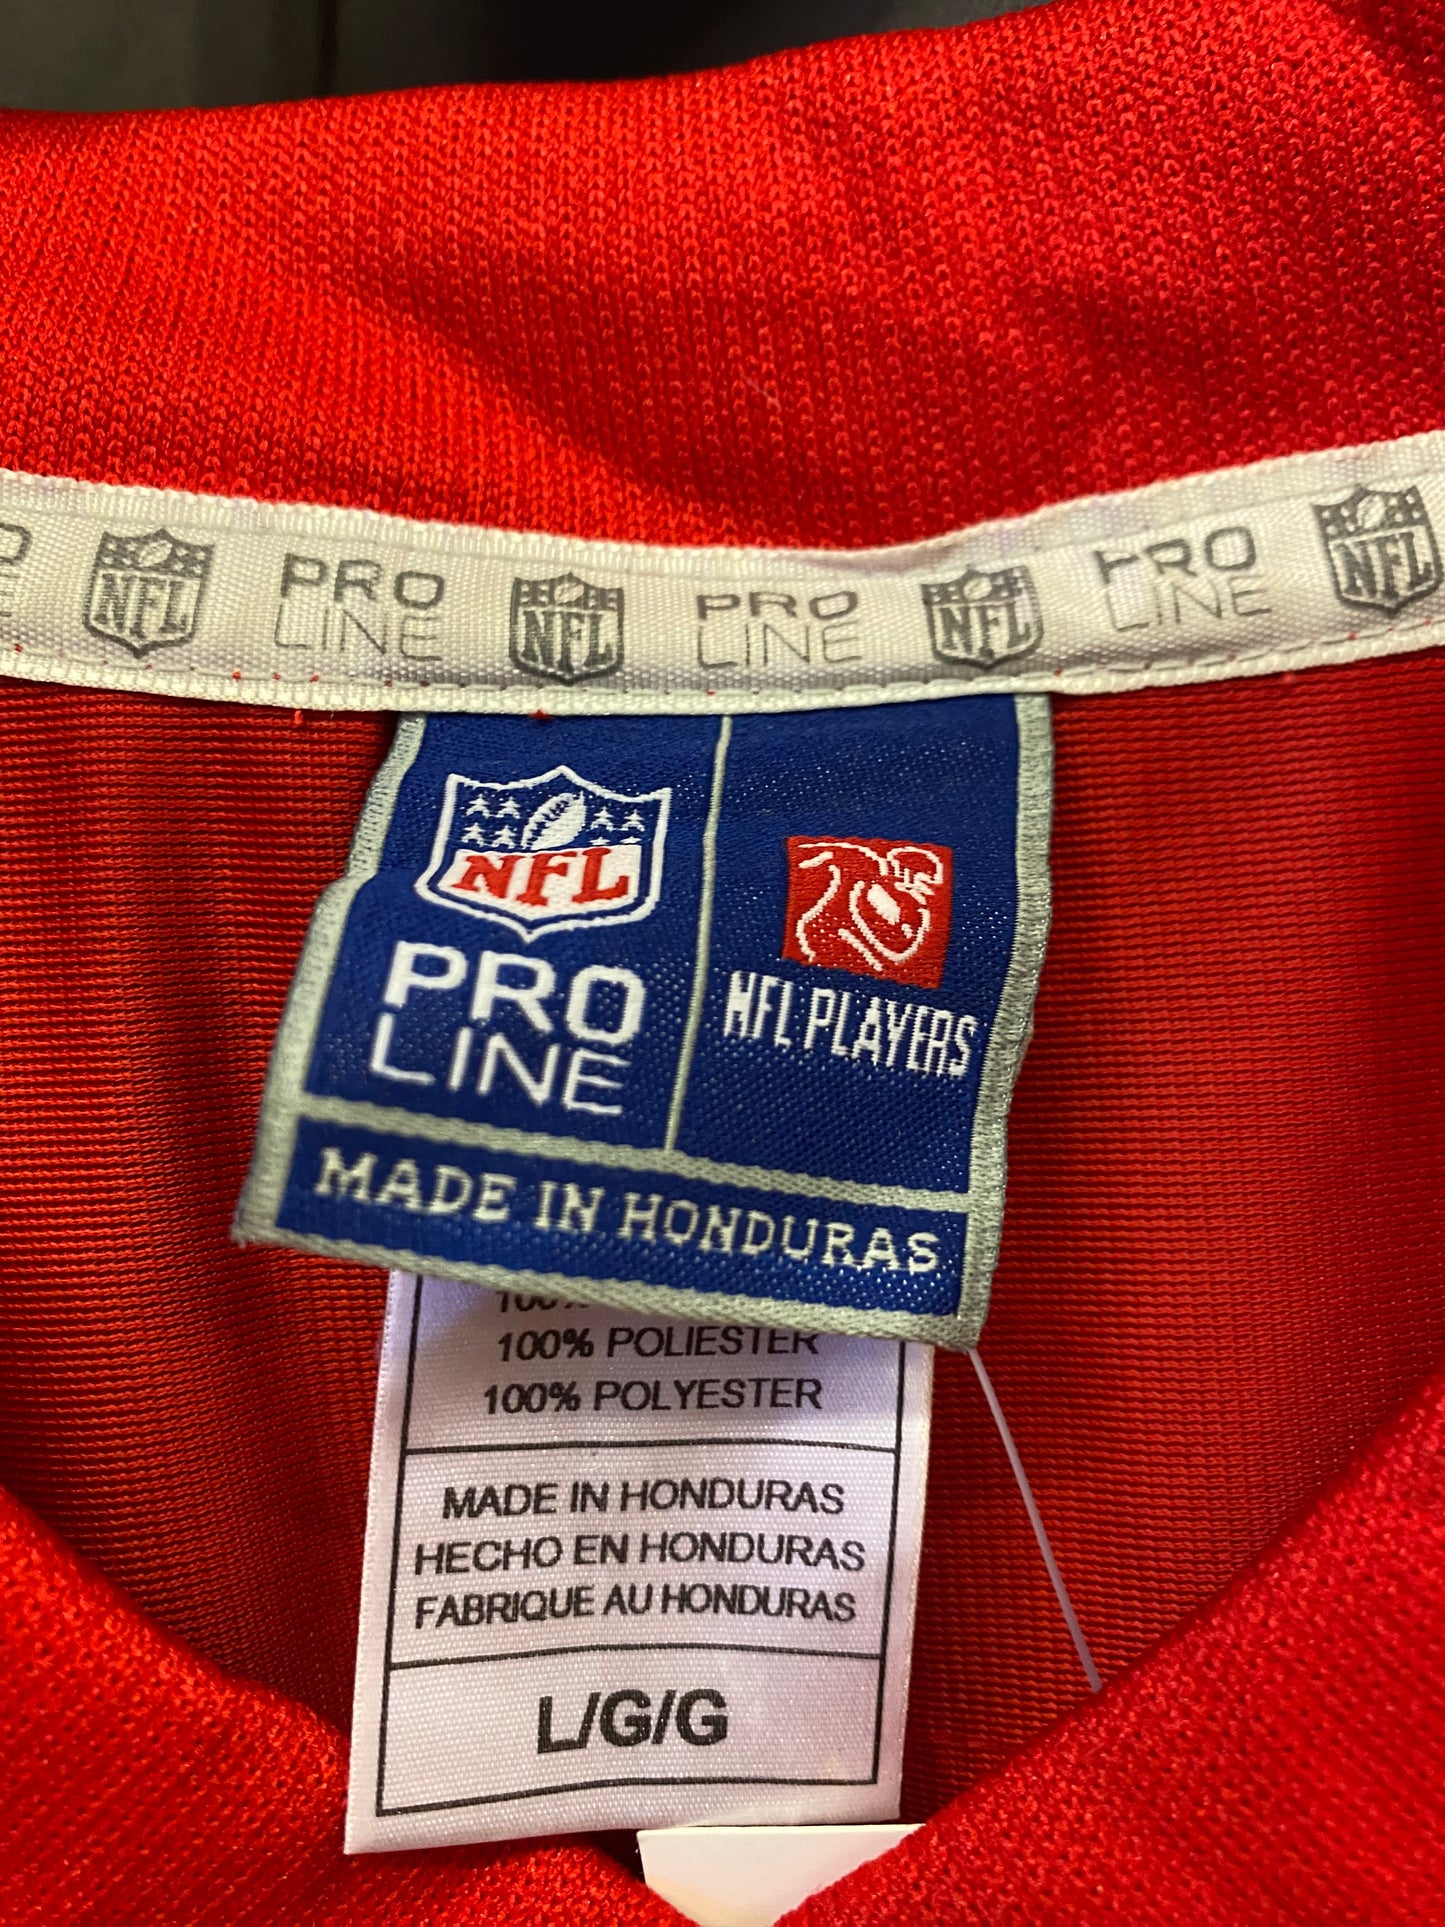 NFL PRO NFL PRO NFL PRO NFL
LINE LINE LINE
NFL
PRO
LINE
NFL PLAYERS
MADE IN HONDURAS
100% POLIESTER
100% POLYESTER
MADE IN HONDURAS
HECHO EN HONDURAS
FABRIQUE AU HONDURAS
L/G/G